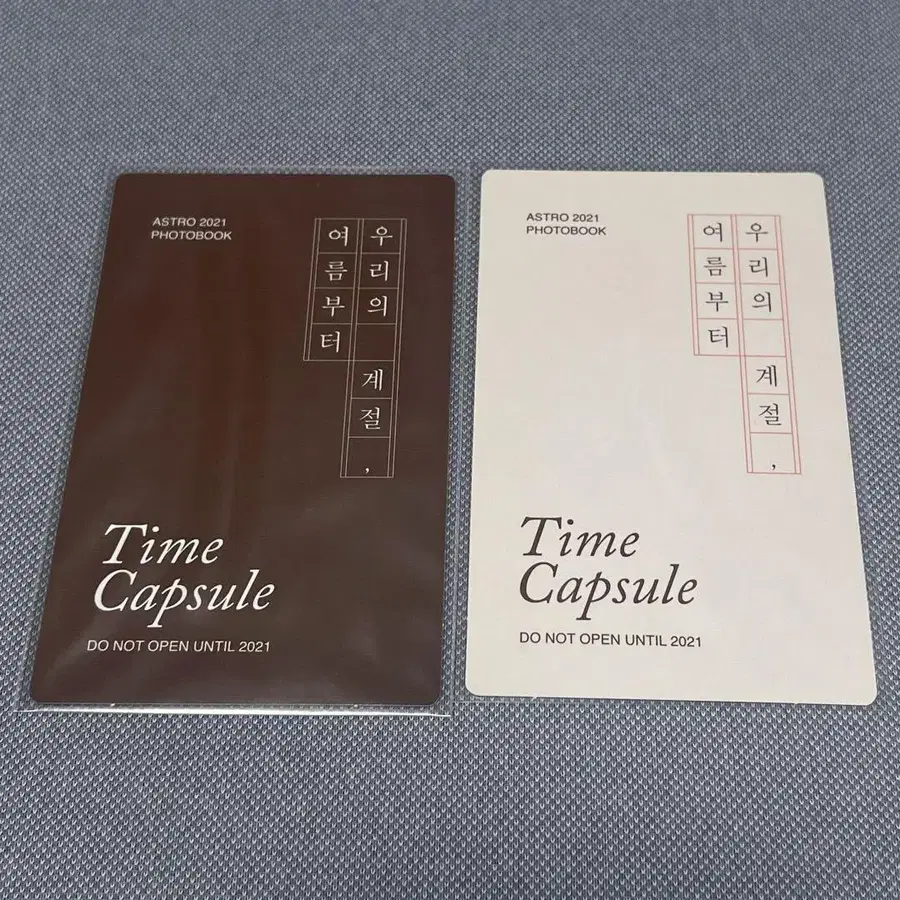 ASTRO 2021
PHOTOBOOK
우리의 계절,
여름부터
Time
Capsule
DO NOT OPEN UNTIL 2021
ASTRO 2021
PHOTOBOOK
우리의 계절,
여름부터
Time
Capsule
DO NOT OPEN UNTIL 2021